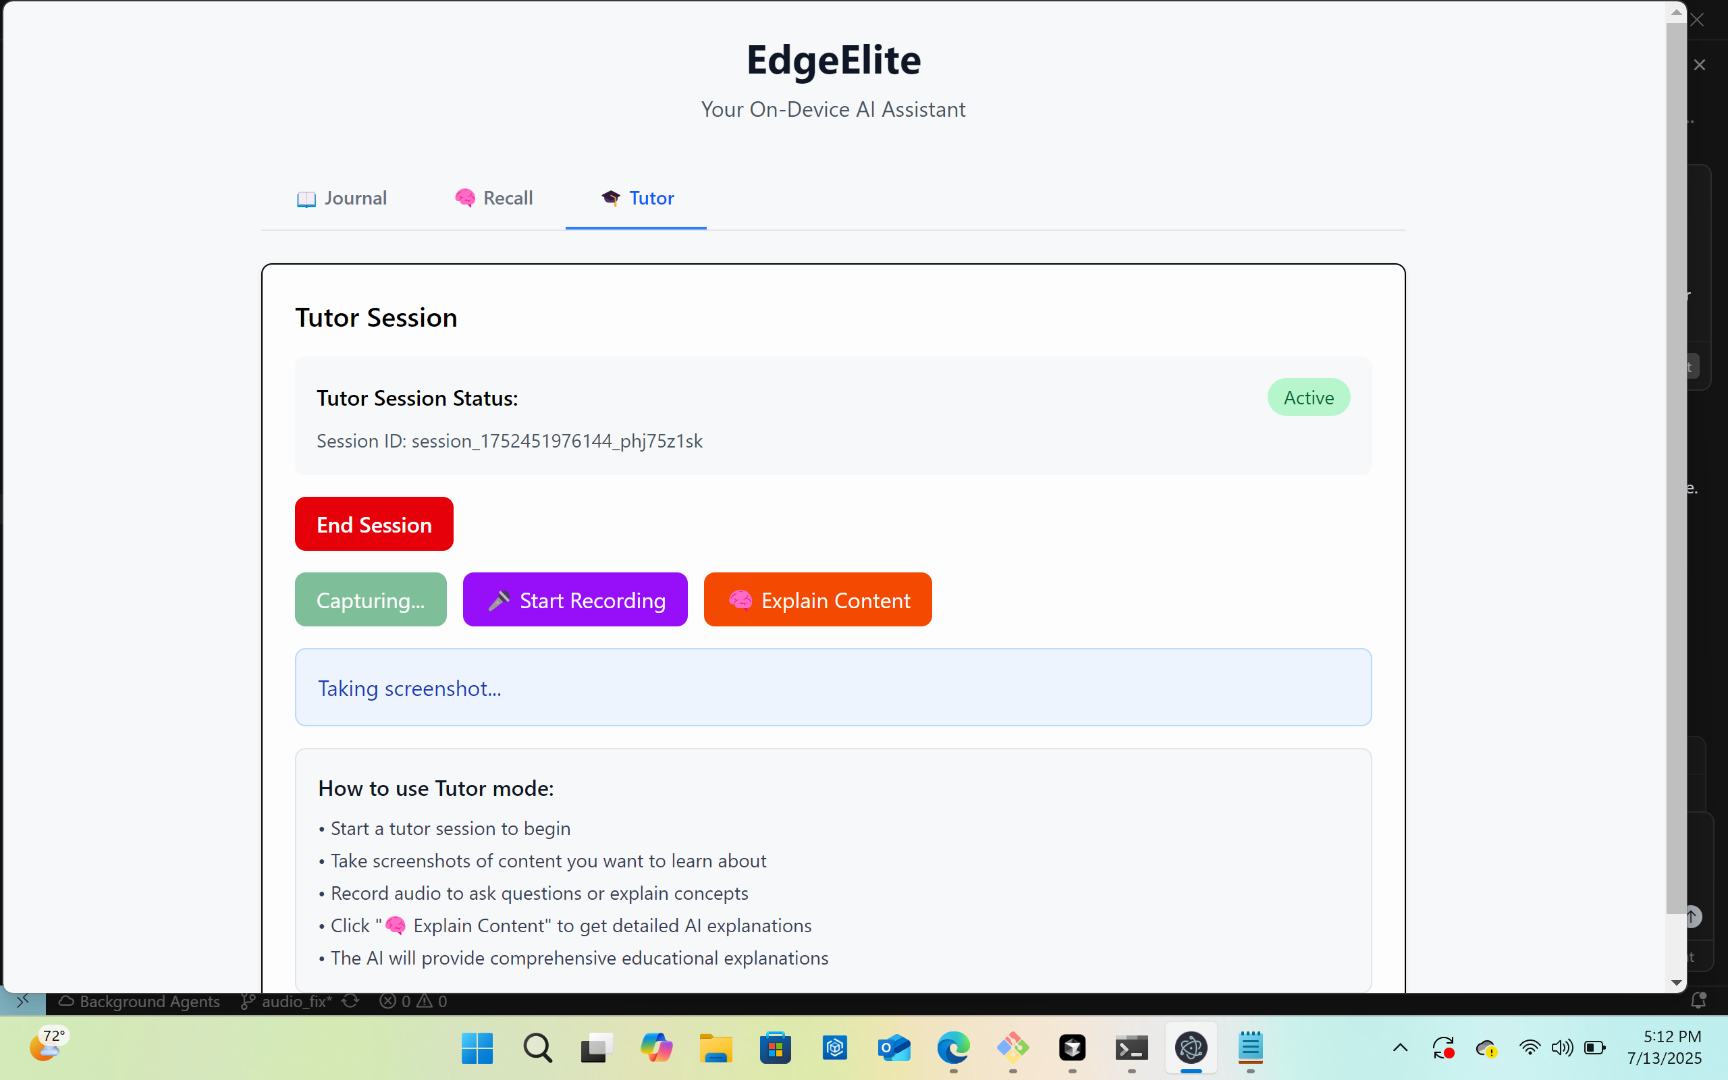 EdgeElite
Your On-Device AI Assistant
Journal
Recall
Tutor
Tutor Session
Tutor Session Status:
Active
Session ID: session_1752451976144_phj75z1sk
End Session
Capturing...
Start Recording
Explain Content
Taking screenshot...
How to use Tutor mode:
• Start a tutor session to begin
• Take screenshots of content you want to learn about
• Record audio to ask questions or explain concepts
• Click "🧠 Explain Content" to get detailed AI explanations
• The AI will provide comprehensive educational explanations
Background Agents audio_fix* 0 0
72°
5:12 PM
7/13/2025